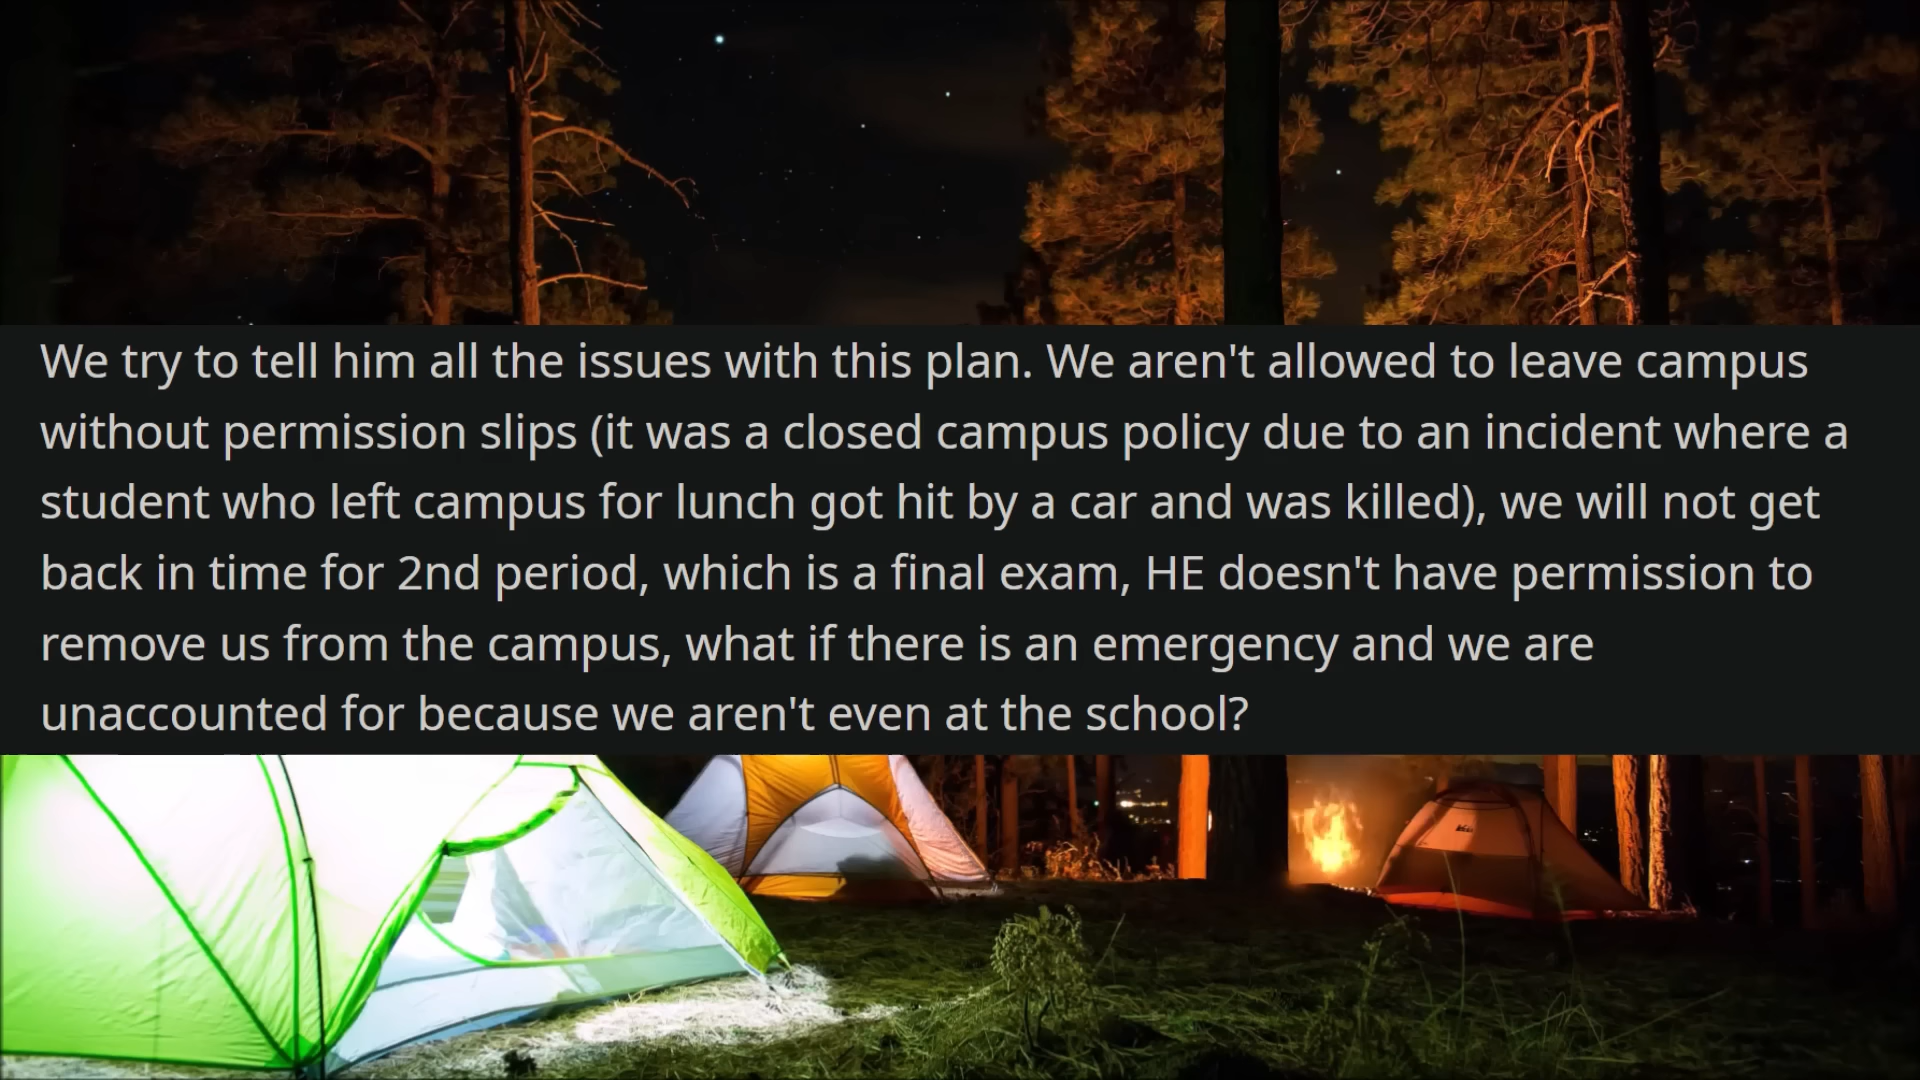 We try to tell him all the issues with this plan. We aren't allowed to leave campus
without permission slips (it was a closed campus policy due to an incident where a
student who left campus for lunch got hit by a car and was killed), we will not get
back in time for 2nd period, which is a final exam, HE doesn't have permission to
remove us from the campus, what if there is an emergency and we are
unaccounted for because we aren't even at the school?